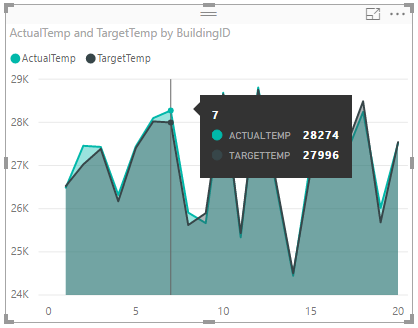 ActualTemp and TargetTemp by BuildingID
ActualTemp TargetTemp
29K
28K
27K
26K
25K
24K
7
ACTUALTEMP 28274
TARGETTEMP 27996
0 5 10 15 20